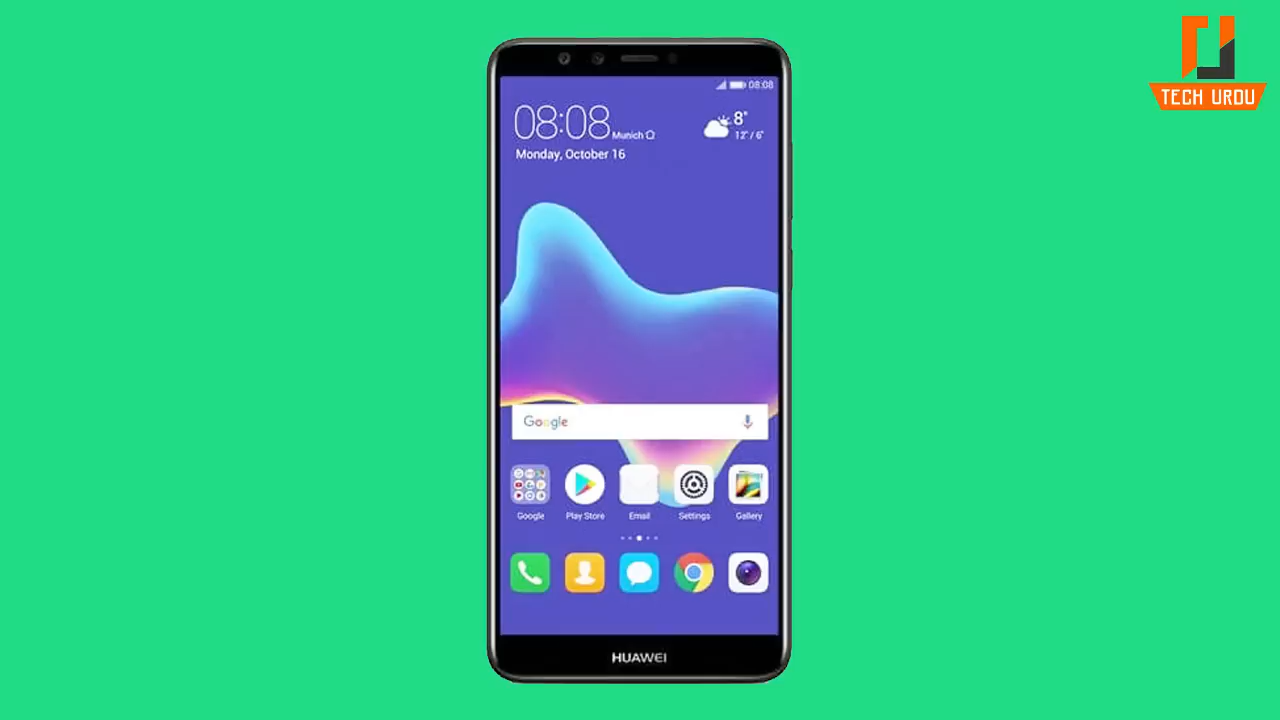 TECH URDU
08:08
08:08 Munich
8°
12° / 6°
Monday, October 16
Google
Google
Play Store
Email
Settings
Gallery
HUAWEI